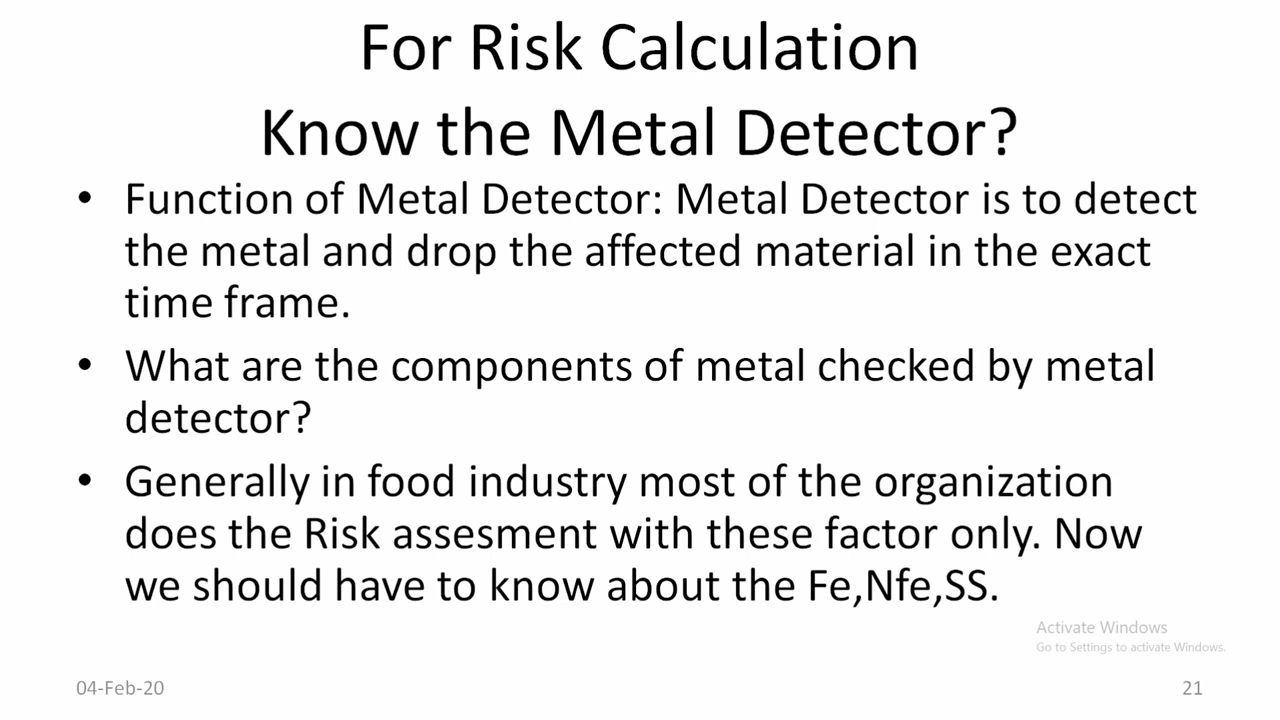 For Risk Calculation
Know the Metal Detector?
• Function of Metal Detector: Metal Detector is to detect
the metal and drop the affected material in the exact
time frame.
• What are the components of metal checked by metal
detector?
• Generally in food industry most of the organization
does the Risk assesment with these factor only. Now
we should have to know about the Fe,Nfe,SS.
Activate Windows
Go to Settings to activate Windows.
04-Feb-20
21